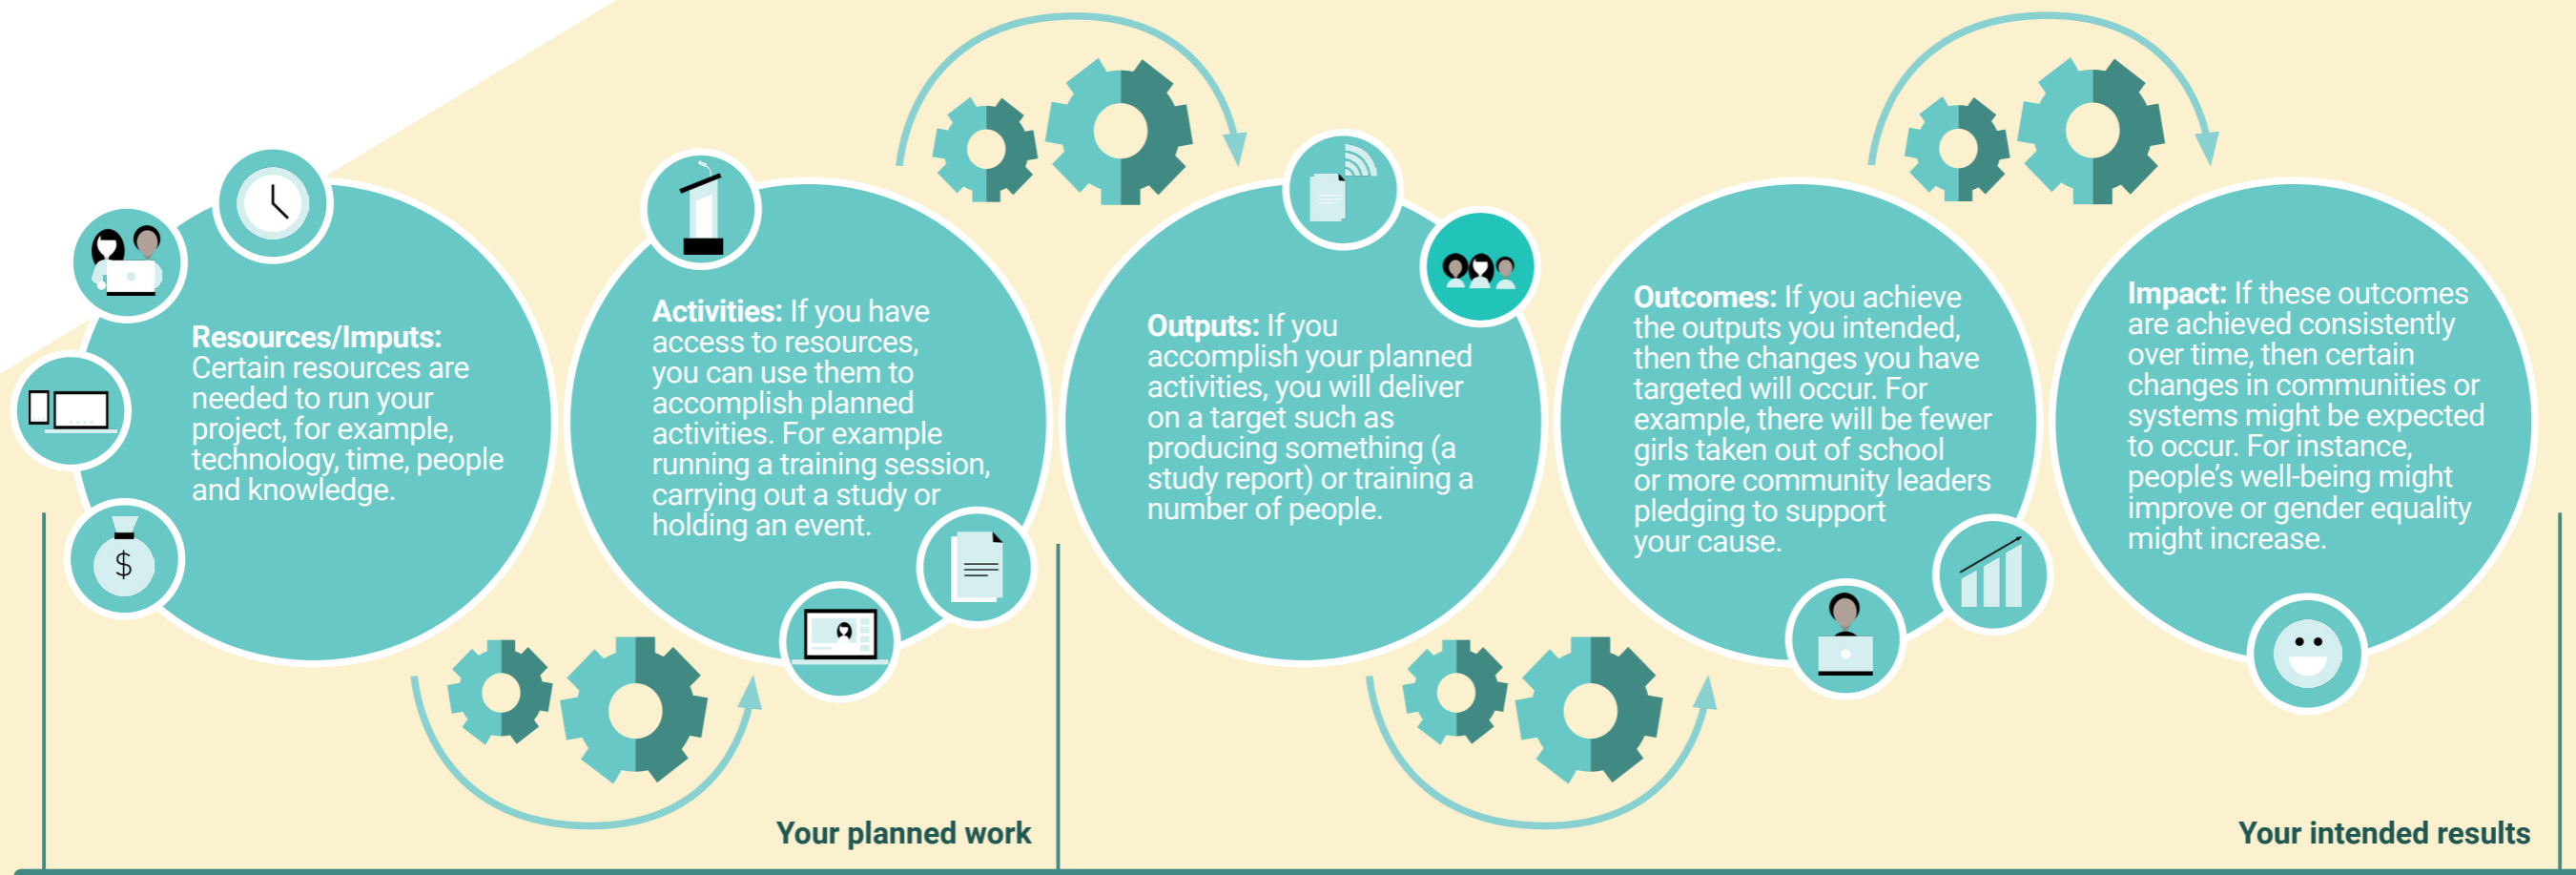 Resources/Imputs:
Certain resources are
needed to run your
project, for example,
technology, time, people
and knowledge.
$
Activities: If you have
access to resources,
you can use them to
accomplish planned
activities. For example
running a training session,
carrying out a study or
holding an event.
Outputs: If you
accomplish your planned
activities, you will deliver
on a target such as
producing something (a
study report) or training a
number of people.
Outcomes: If you achieve
the outputs you intended,
then the changes you have
targeted will occur. For
example, there will be fewer
girls taken out of school
or more community leaders
pledging to support
your cause.
Impact: If these outcomes
are achieved consistently
over time, then certain
changes in communities or
systems might be expected
to occur. For instance,
people’s well-being might
improve or gender equality
might increase.
Your planned work
Your intended results